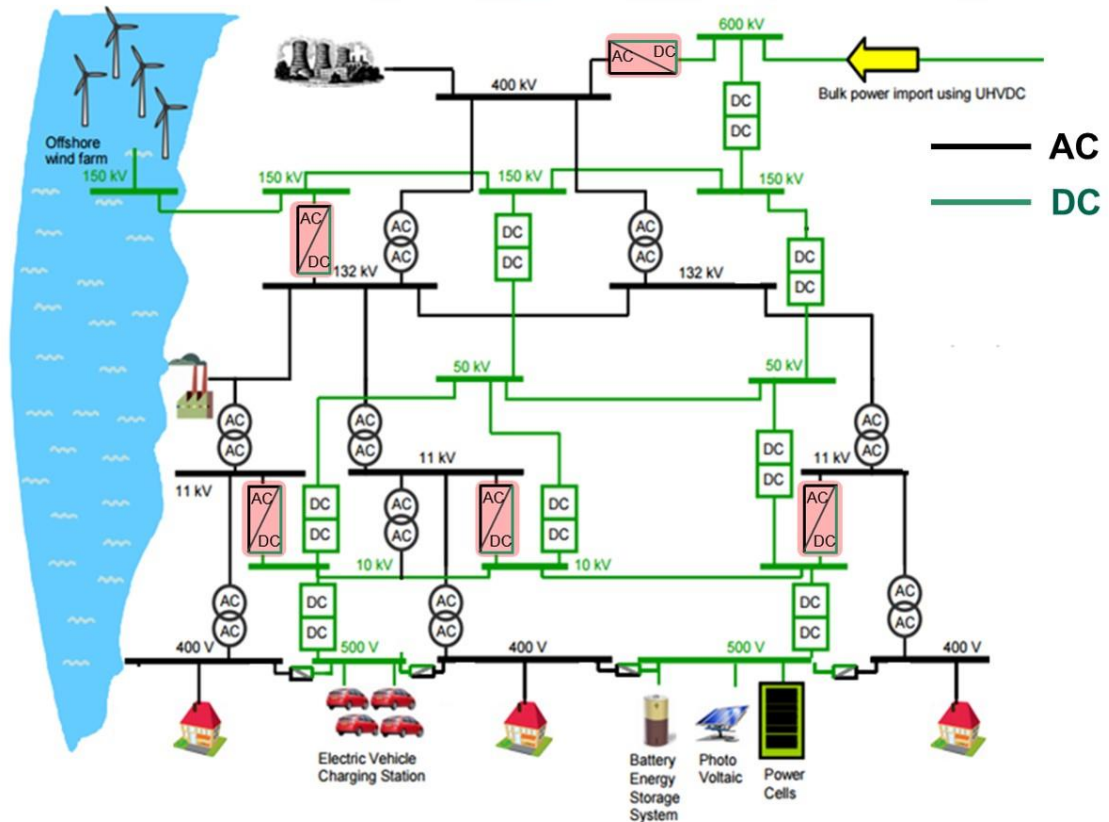 600 kV
AC
DC
400 kV
Bulk power import using UHVDC
DC
DC
AC
DC
Offshore
wind farm
150 kV
150 kV
150 kV
150 kV
AC
DC
AC
AC
DC
DC
AC
AC
DC
DC
132 kV
132 kV
50 kV
50 kV
AC
AC
AC
AC
AC
AC
DC
DC
11 kV
11 kV
11 kV
AC
DC
DC
DC
AC
AC
AC
DC
DC
DC
AC
DC
10 kV
10 kV
AC
AC
DC
DC
AC
AC
DC
DC
AC
AC
400 V
500 V
400 V
500 V
400 V
Electric Vehicle
Charging Station
Battery
Energy
Storage
System
Photo
Voltaic
Power
Cells